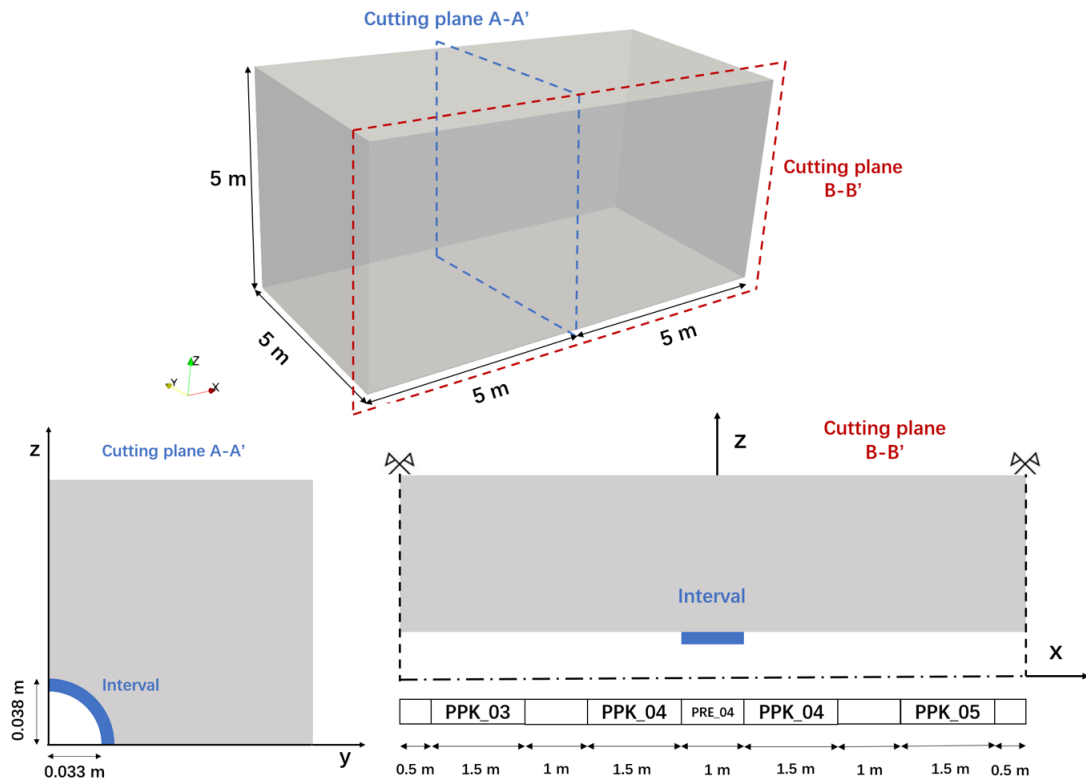 Cutting plane A-A’
5 m
Cutting plane
B-B’
5 m
5 m
5 m
Z
Y
X
Z
Cutting plane A-A’
Interval
0.038 m
0.033 m
y
Z
Cutting plane
B-B’
Interval
X
PPK_03
PPK_04
PRE_04
PPK_04
PPK_05
0.5 m
1.5 m
1 m
1.5 m
1 m
1.5 m
1 m
1.5 m
0.5 m